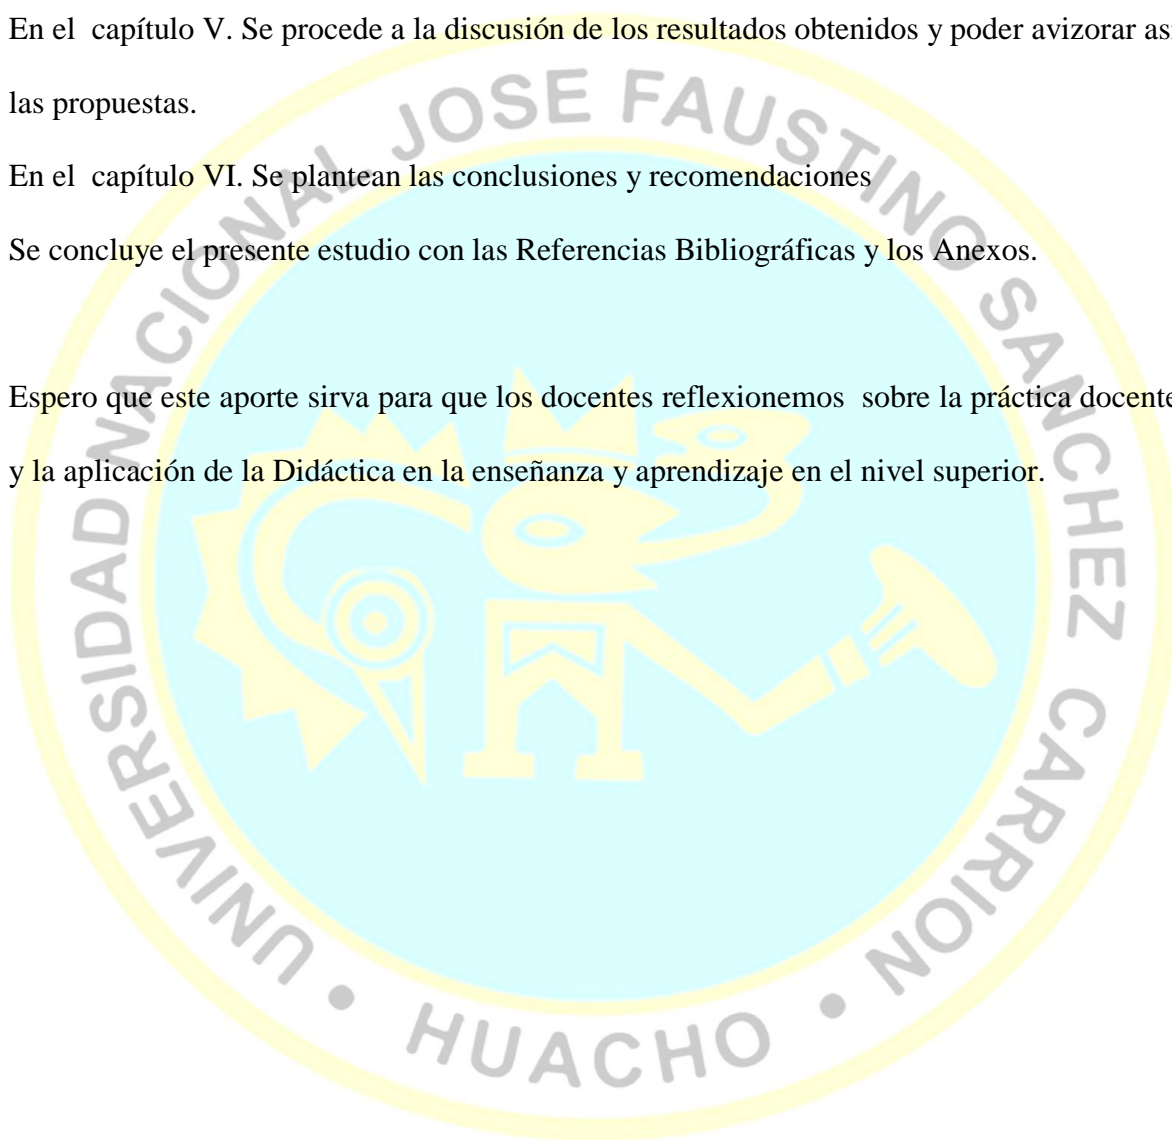 En el  capítulo V. Se procede a la discusión de los resultados obtenidos y poder avizorar as
las propuestas.
En el  capítulo VI. Se plantean las conclusiones y recomendaciones
Se concluye el presente estudio con las Referencias Bibliográficas y los Anexos.
Espero que este aporte sirva para que los docentes reflexionemos  sobre la práctica docente
y la aplicación de la Didáctica en la enseñanza y aprendizaje en el nivel superior.
UNIVERSIDAD NACIONAL JOSE FAUSTINO SANCHEZ CARRION • HUACHO •